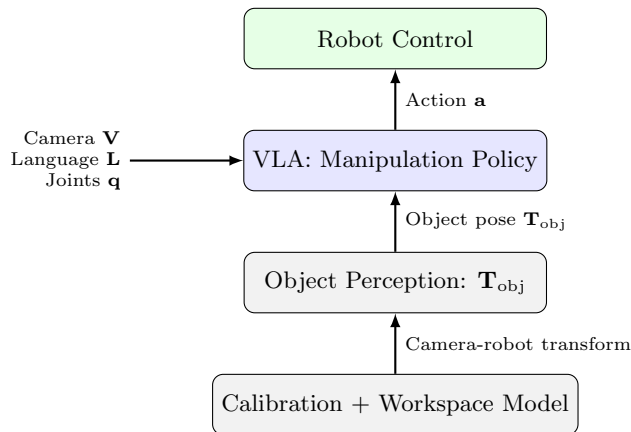 Robot Control
Action a
Camera V
Language L
Joints q
VLA: Manipulation Policy
Object pose T_obj
Object Perception: T_obj
Camera-robot transform
Calibration + Workspace Model